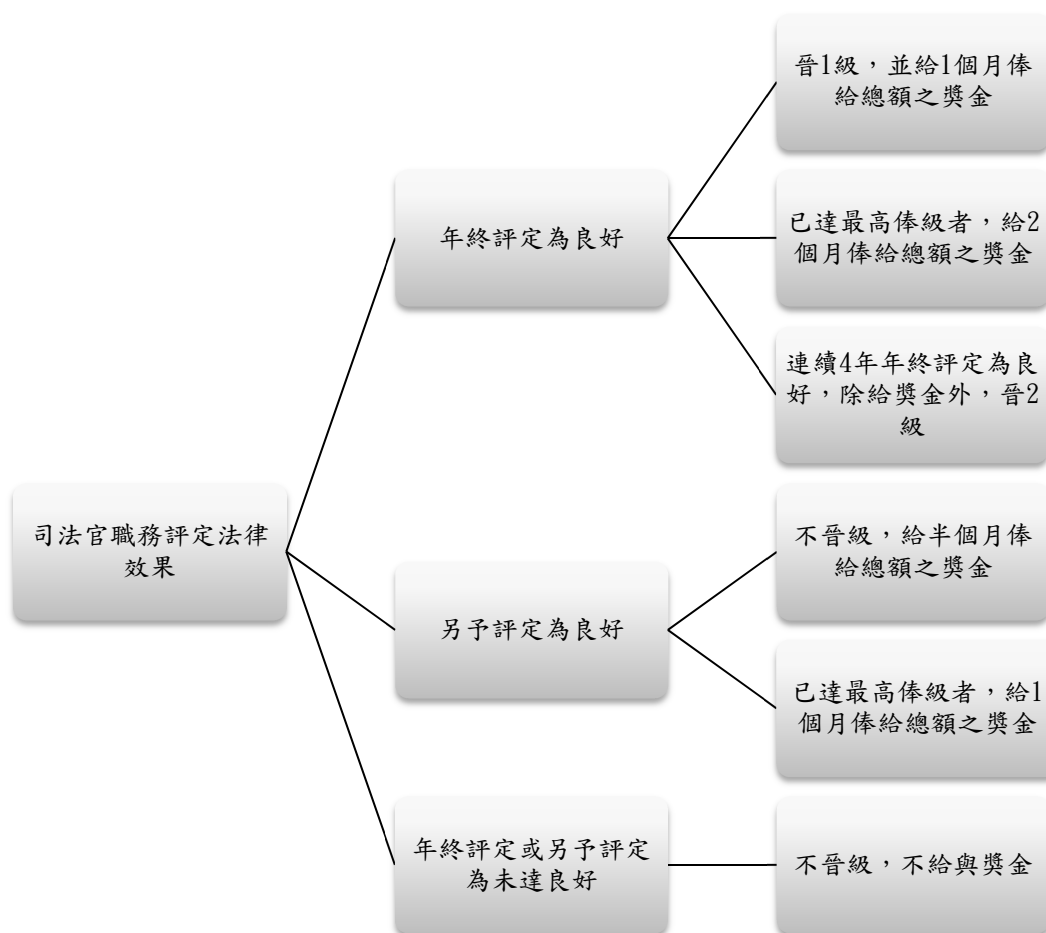 晉1級，並給1個月俸
給總額之獎金
年終評定為良好
已達最高俸級者，給2
個月俸給總額之獎金
連續4年年終評定為良
好，除給獎金外，晉2
級
司法官職務評定法律
效果
不晉級，給半個月俸
給總額之獎金
另予評定為良好
已達最高俸級者，給1
個月俸給總額之獎金
年終評定或另予評定
為未達良好
不晉級，不給與獎金